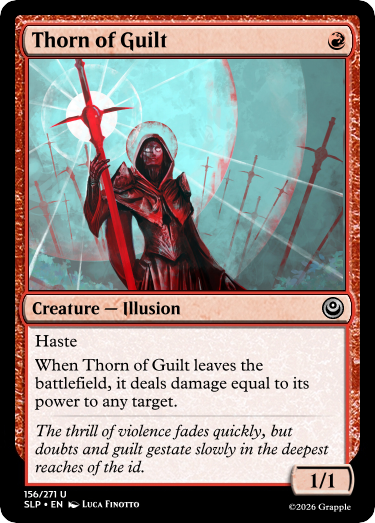 Thorn of Guilt
Creature — Illusion
Haste
When Thorn of Guilt leaves the
battlefield, it deals damage equal to its
power to any target.
The thrill of violence fades quickly, but
doubts and guilt gestate slowly in the deepest
reaches of the id.
1/1
156/271 U
SLP • EN Luca Finotto
©2026 Grapple